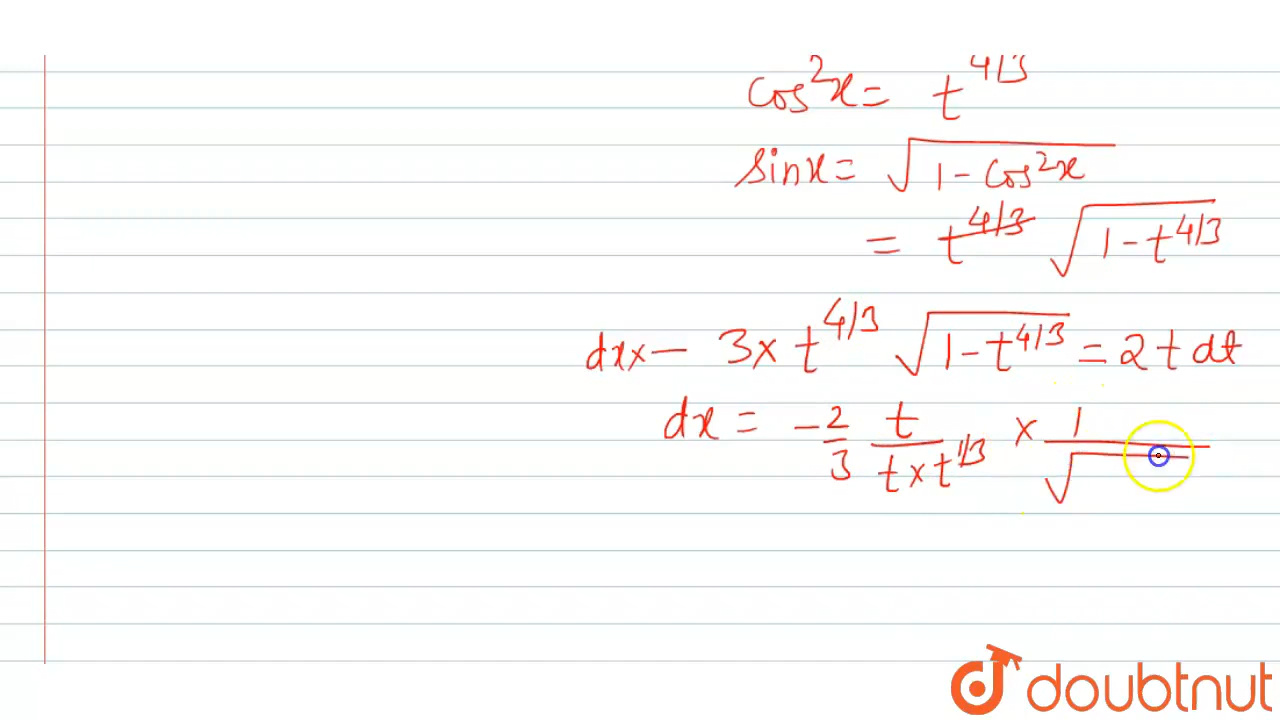 cos²x = t^4/3
sinx = √(1 - cos²x)
= t^4/3 √(1 - t^4/3)
dx x - 3 x t^4/3 √(1 - t^4/3) = 2t dt
dx = -2/3 t/(t x t^1/3) x 1/√
doubtnut